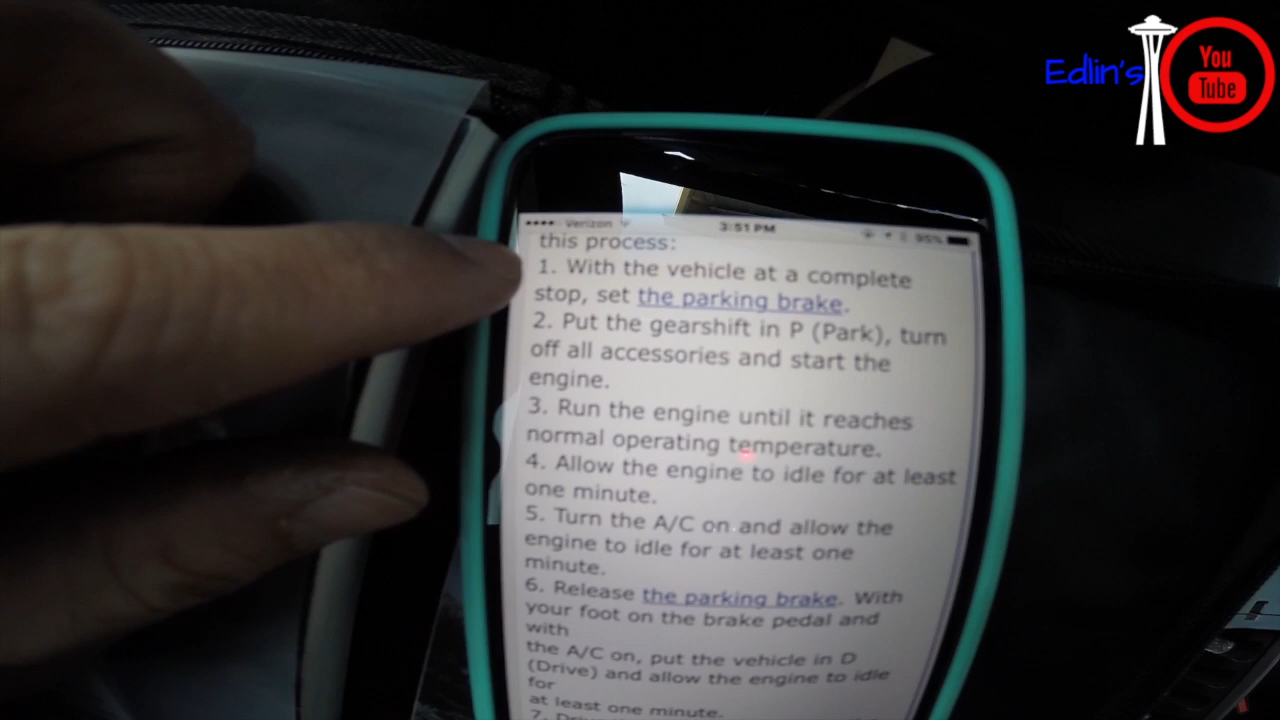 Edlin's
You
Tube
Verizon
3:51 PM
95%
this process:
1. With the vehicle at a complete
stop, set the parking brake.
2. Put the gearshift in P (Park), turn
off all accessories and start the
engine.
3. Run the engine until it reaches
normal operating temperature.
4. Allow the engine to idle for at least
one minute.
5. Turn the A/C on and allow the
engine to idle for at least one
minute.
6. Release the parking brake. With
your foot on the brake pedal and
with
the A/C on, put the vehicle in D
(Drive) and allow the engine to idle
for
at least one minute.
7.